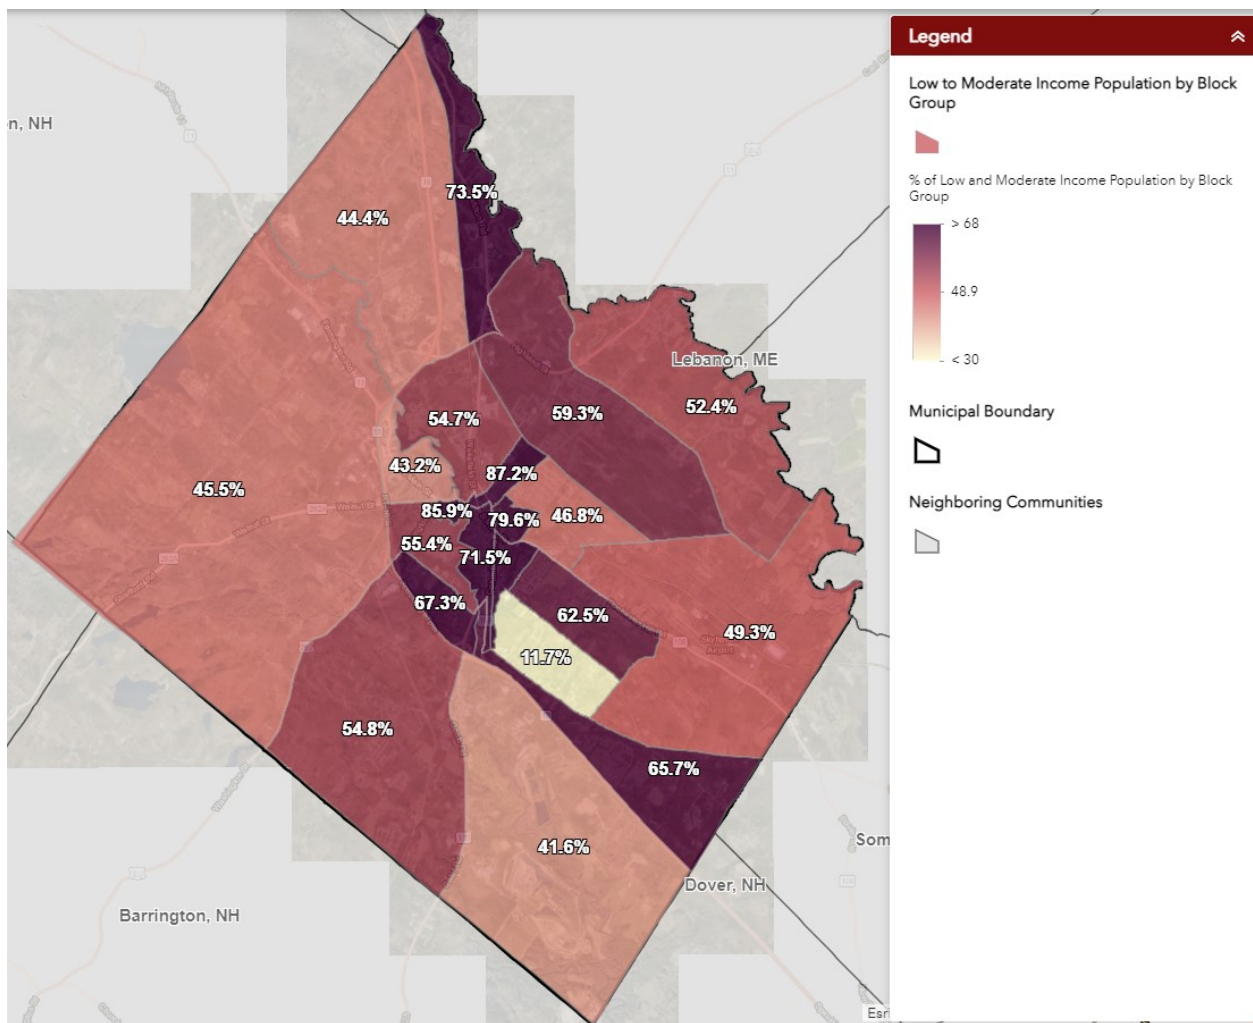 Legend
Low to Moderate Income Population by Block
Group
% of Low and Moderate Income Population by Block
Group
> 68
48.9
< 30
Municipal Boundary
Neighboring Communities
n, NH
73.5%
44.4%
Lebanon, ME
52.4%
59.3%
54.7%
43.2%
87.2%
45.5%
85.9%
79.6%
46.8%
55.4%
71.5%
67.3%
62.5%
49.3%
Airport
11.7%
54.8%
65.7%
41.6%
Som
Dover, NH
Barrington, NH
Esri